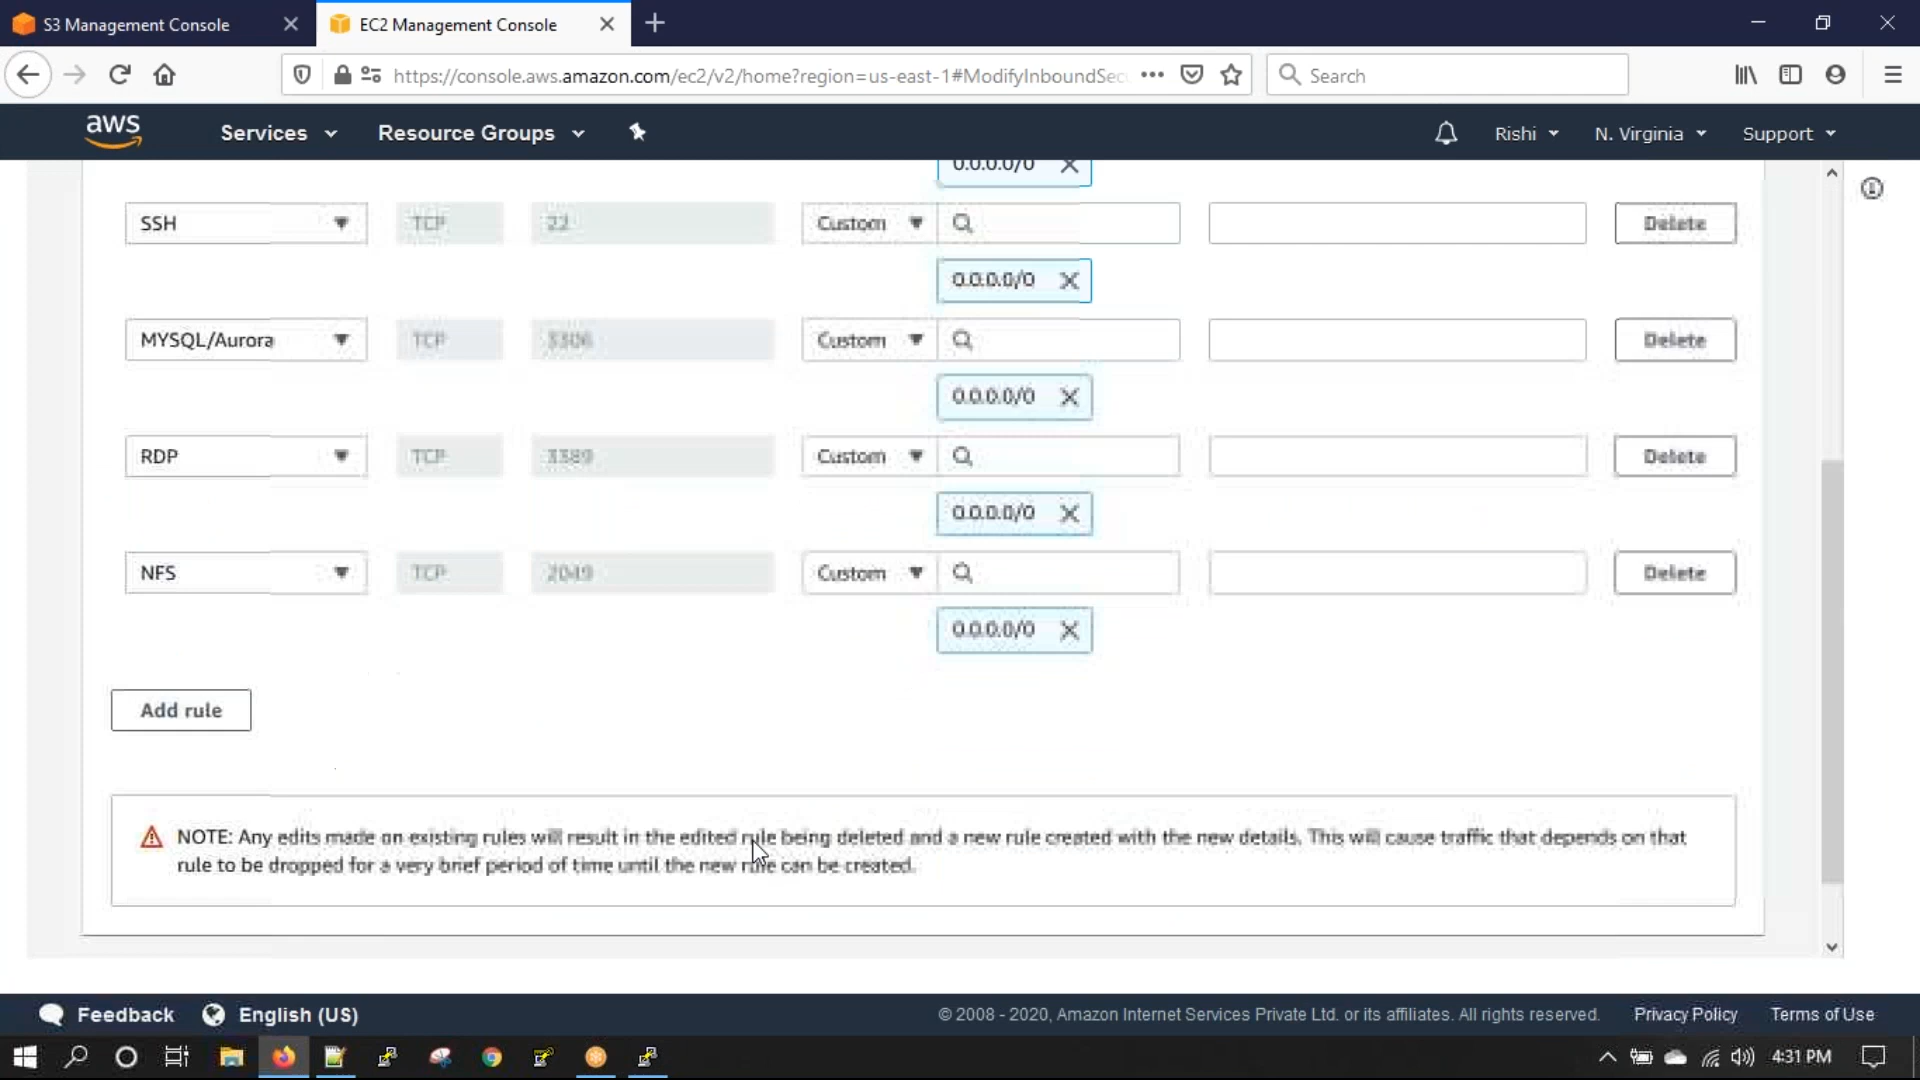 S3 Management Console
EC2 Management Console
https://console.aws.amazon.com/ec2/v2/home?region=us-east-1#ModifyInboundSec
Search
aws
Services
Resource Groups
Rishi
N. Virginia
Support
0.0.0.0/0
SSH
TCP
22
Custom
Delete
0.0.0.0/0
MYSQL/Aurora
TCP
3306
Custom
Delete
0.0.0.0/0
RDP
TCP
3389
Custom
Delete
0.0.0.0/0
NFS
TCP
2049
Custom
Delete
0.0.0.0/0
Add rule
NOTE: Any edits made on existing rules will result in the edited rule being deleted and a new rule created with the new details. This will cause traffic that depends on that
rule to be dropped for a very brief period of time until the new rule can be created.
Feedback
English (US)
© 2008 - 2020, Amazon Internet Services Private Ltd. or its affiliates. All rights reserved.
Privacy Policy
Terms of Use
4:31 PM